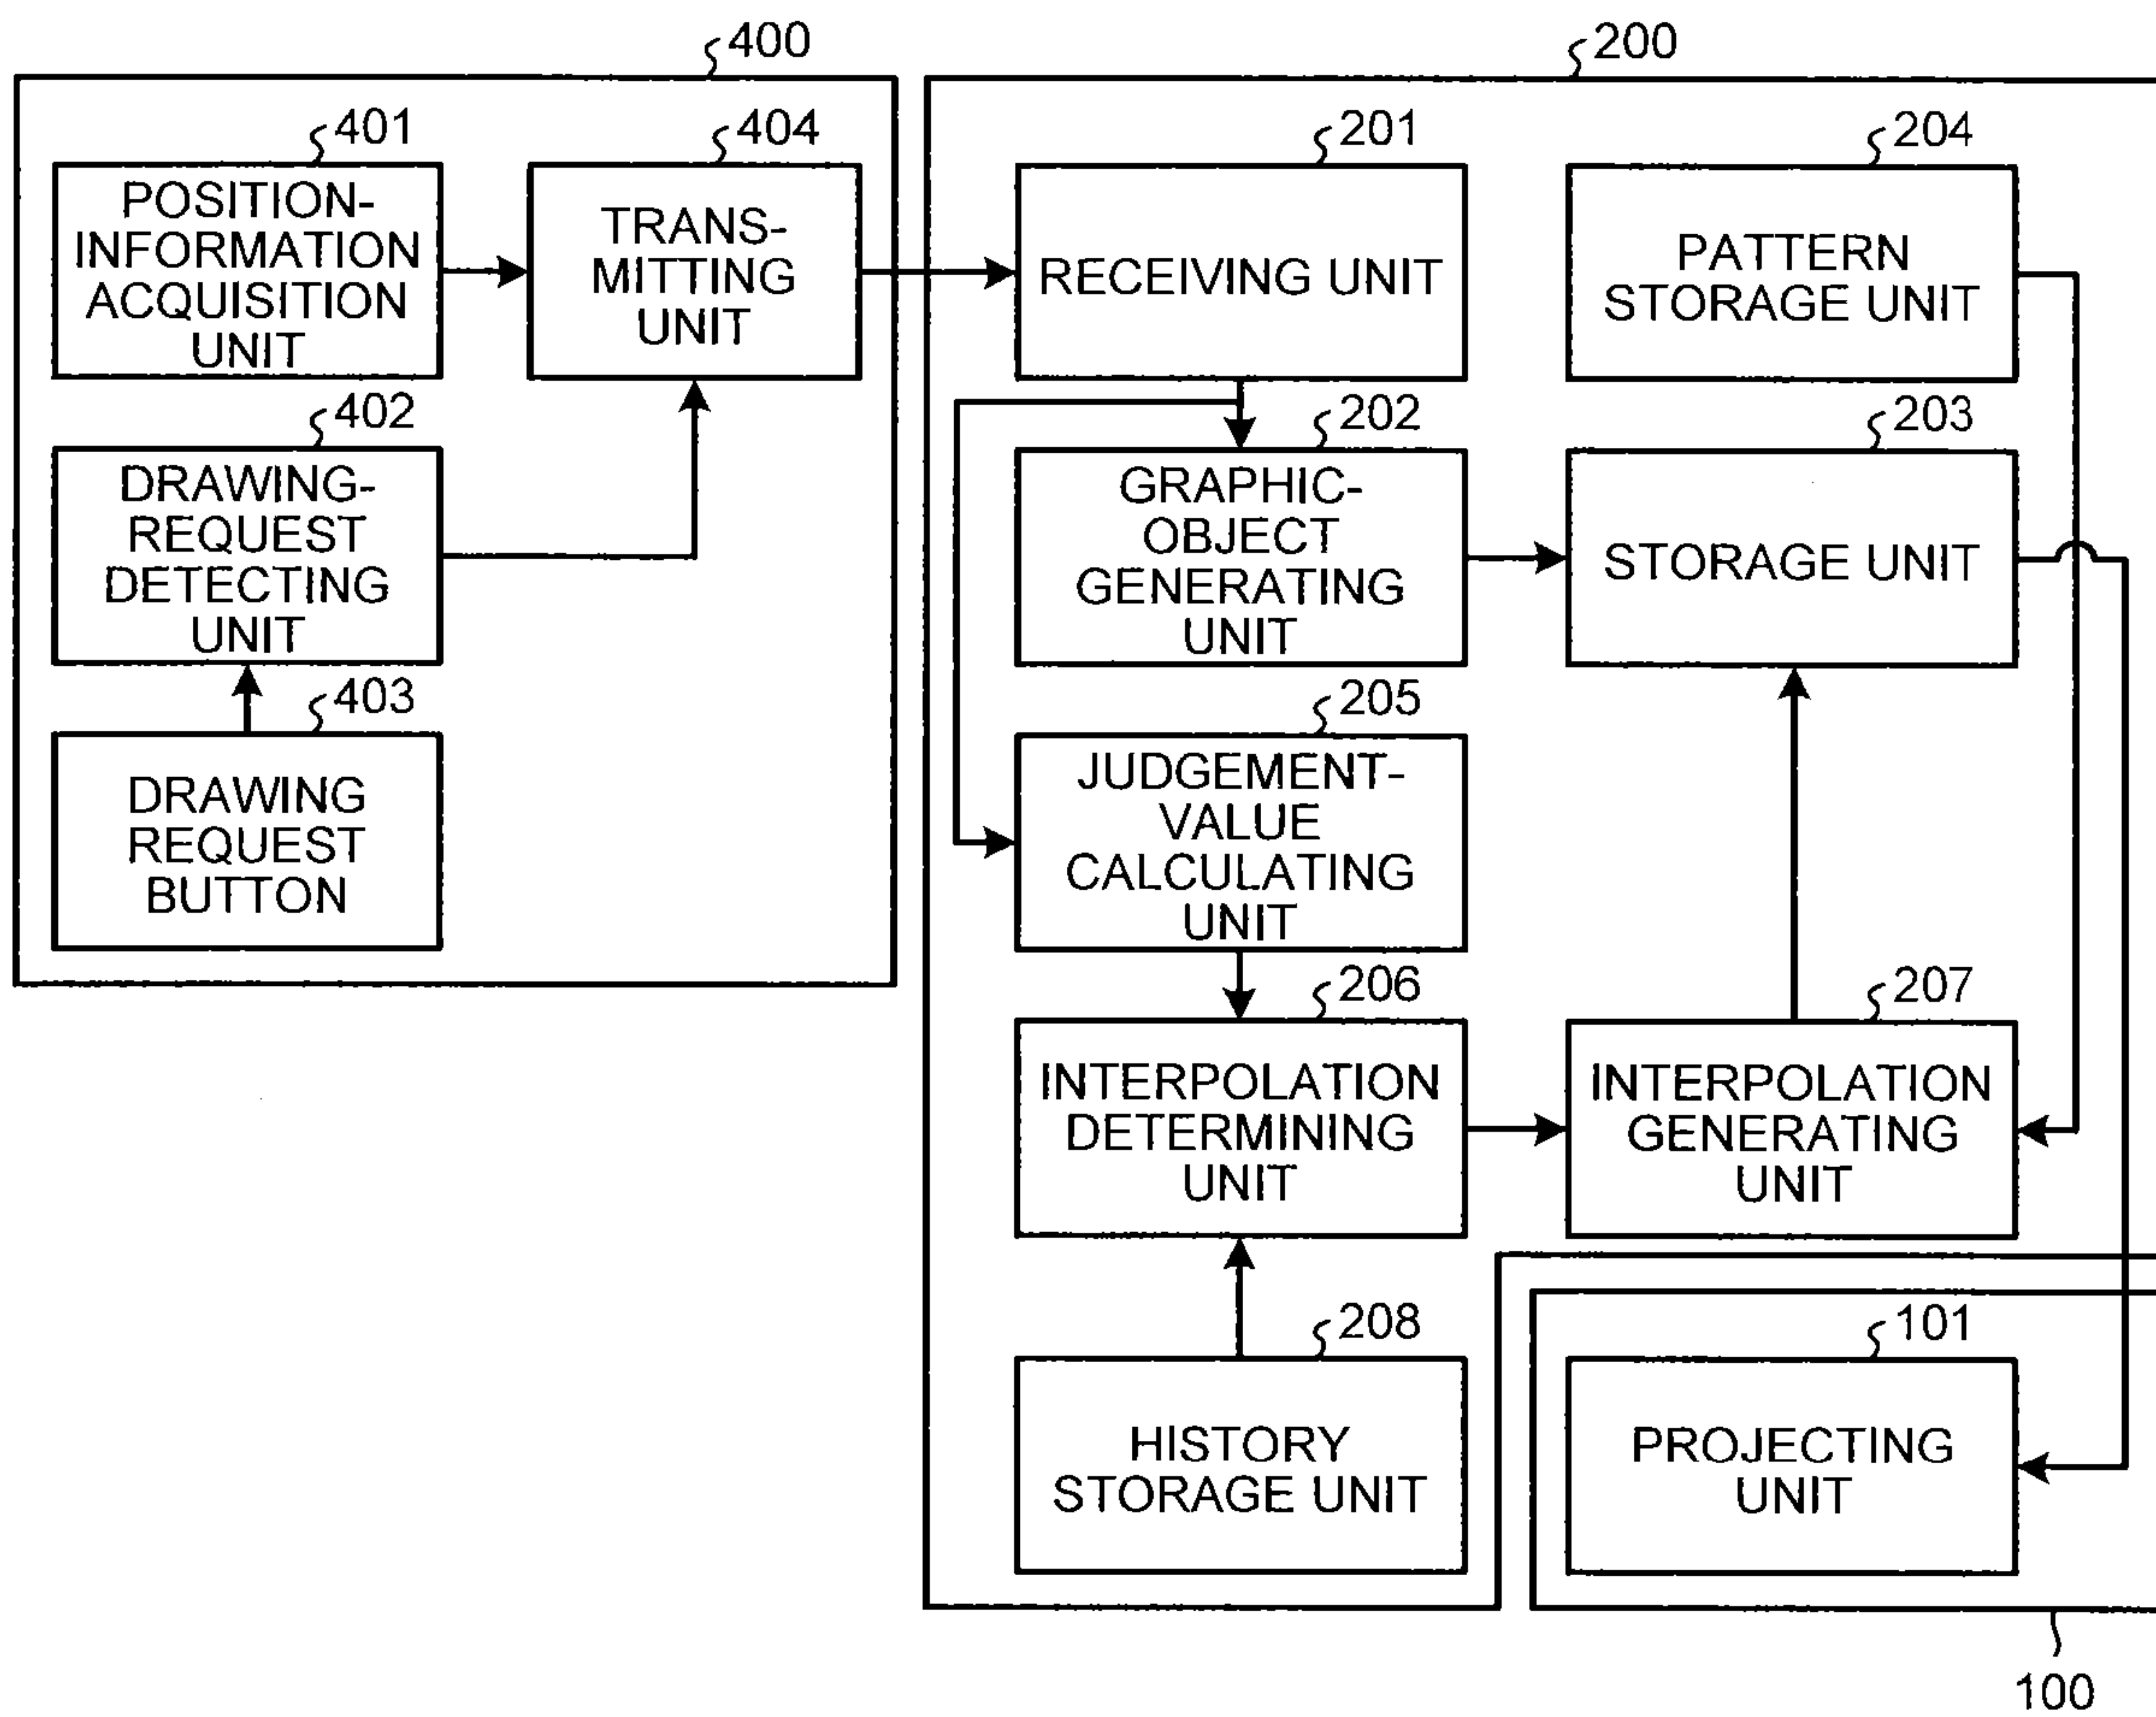 400
401
POSITION-
INFORMATION
ACQUISITION
UNIT
404
TRANS-
MITTING
UNIT
402
DRAWING-
REQUEST
DETECTING
UNIT
403
DRAWING
REQUEST
BUTTON
200
201
RECEIVING UNIT
204
PATTERN
STORAGE UNIT
202
GRAPHIC-
OBJECT
GENERATING
UNIT
203
STORAGE UNIT
205
JUDGEMENT-
VALUE
CALCULATING
UNIT
206
INTERPOLATION
DETERMINING
UNIT
207
INTERPOLATION
GENERATING
UNIT
208
HISTORY
STORAGE UNIT
101
PROJECTING
UNIT
100